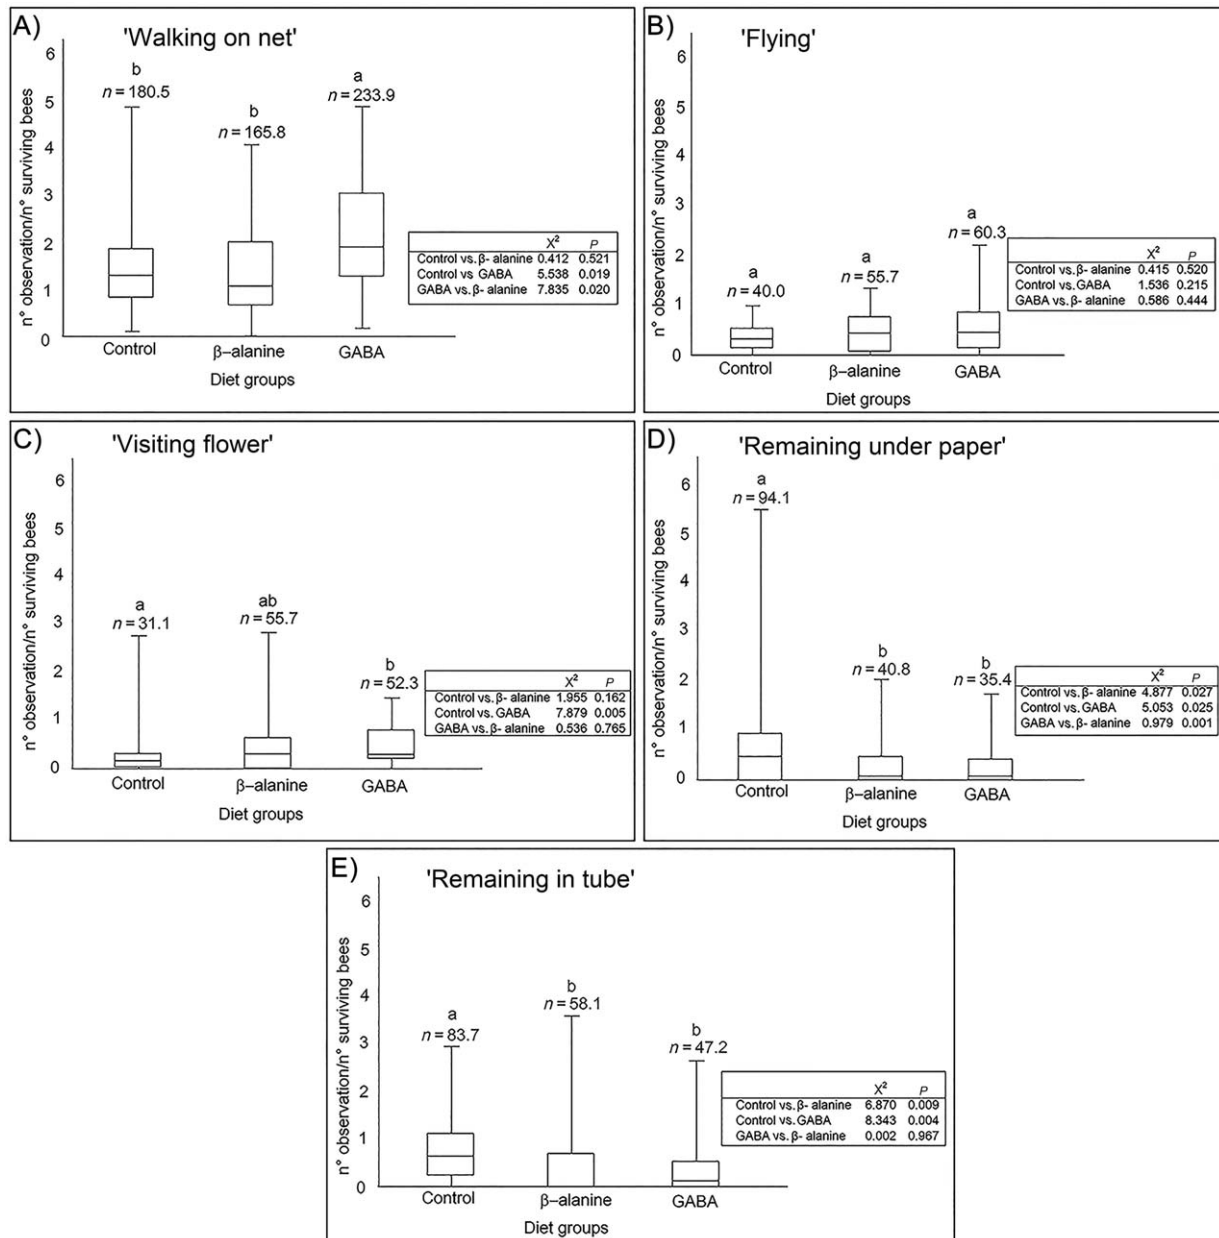 A)
'Walking on net'
n° observation/n° surviving bees
6
5
4
3
2
1
0
b
n = 180.5
b
n = 165.8
a
n = 233.9
X² P
Control vs. β- alanine 0.412 0.521
Control vs GABA 5.538 0.019
GABA vs. β- alanine 7.835 0.020
Control β–alanine GABA
Diet groups
B)
'Flying'
n° observation/n° surviving bees
6
5
4
3
2
1
0
a
n = 40.0
a
n = 55.7
a
n = 60.3
X² P
Control vs. β- alanine 0.415 0.520
Control vs. GABA 1.536 0.215
GABA vs. β- alanine 0.586 0.444
Control β–alanine GABA
Diet groups
C)
'Visiting flower'
n° observation/n° surviving bees
6
5
4
3
2
1
0
a
n = 31.1
ab
n = 55.7
b
n = 52.3
X² P
Control vs. β- alanine 1.955 0.162
Control vs. GABA 7.879 0.005
GABA vs. β- alanine 0.536 0.765
Control β–alanine GABA
Diet groups
D)
'Remaining under paper'
n° observation/n° surviving bees
6
5
4
3
2
1
0
a
n = 94.1
b
n = 40.8
b
n = 35.4
X² P
Control vs. β- alanine 4.877 0.027
Control vs. GABA 5.053 0.025
GABA vs. β- alanine 0.979 0.001
Control β–alanine GABA
Diet groups
E)
'Remaining in tube'
n° observation/n° surviving bees
6
5
4
3
2
1
0
a
n = 83.7
b
n = 58.1
b
n = 47.2
X² P
Control vs. β- alanine 6.870 0.009
Control vs. GABA 8.343 0.004
GABA vs. β- alanine 0.002 0.967
Control β–alanine GABA
Diet groups